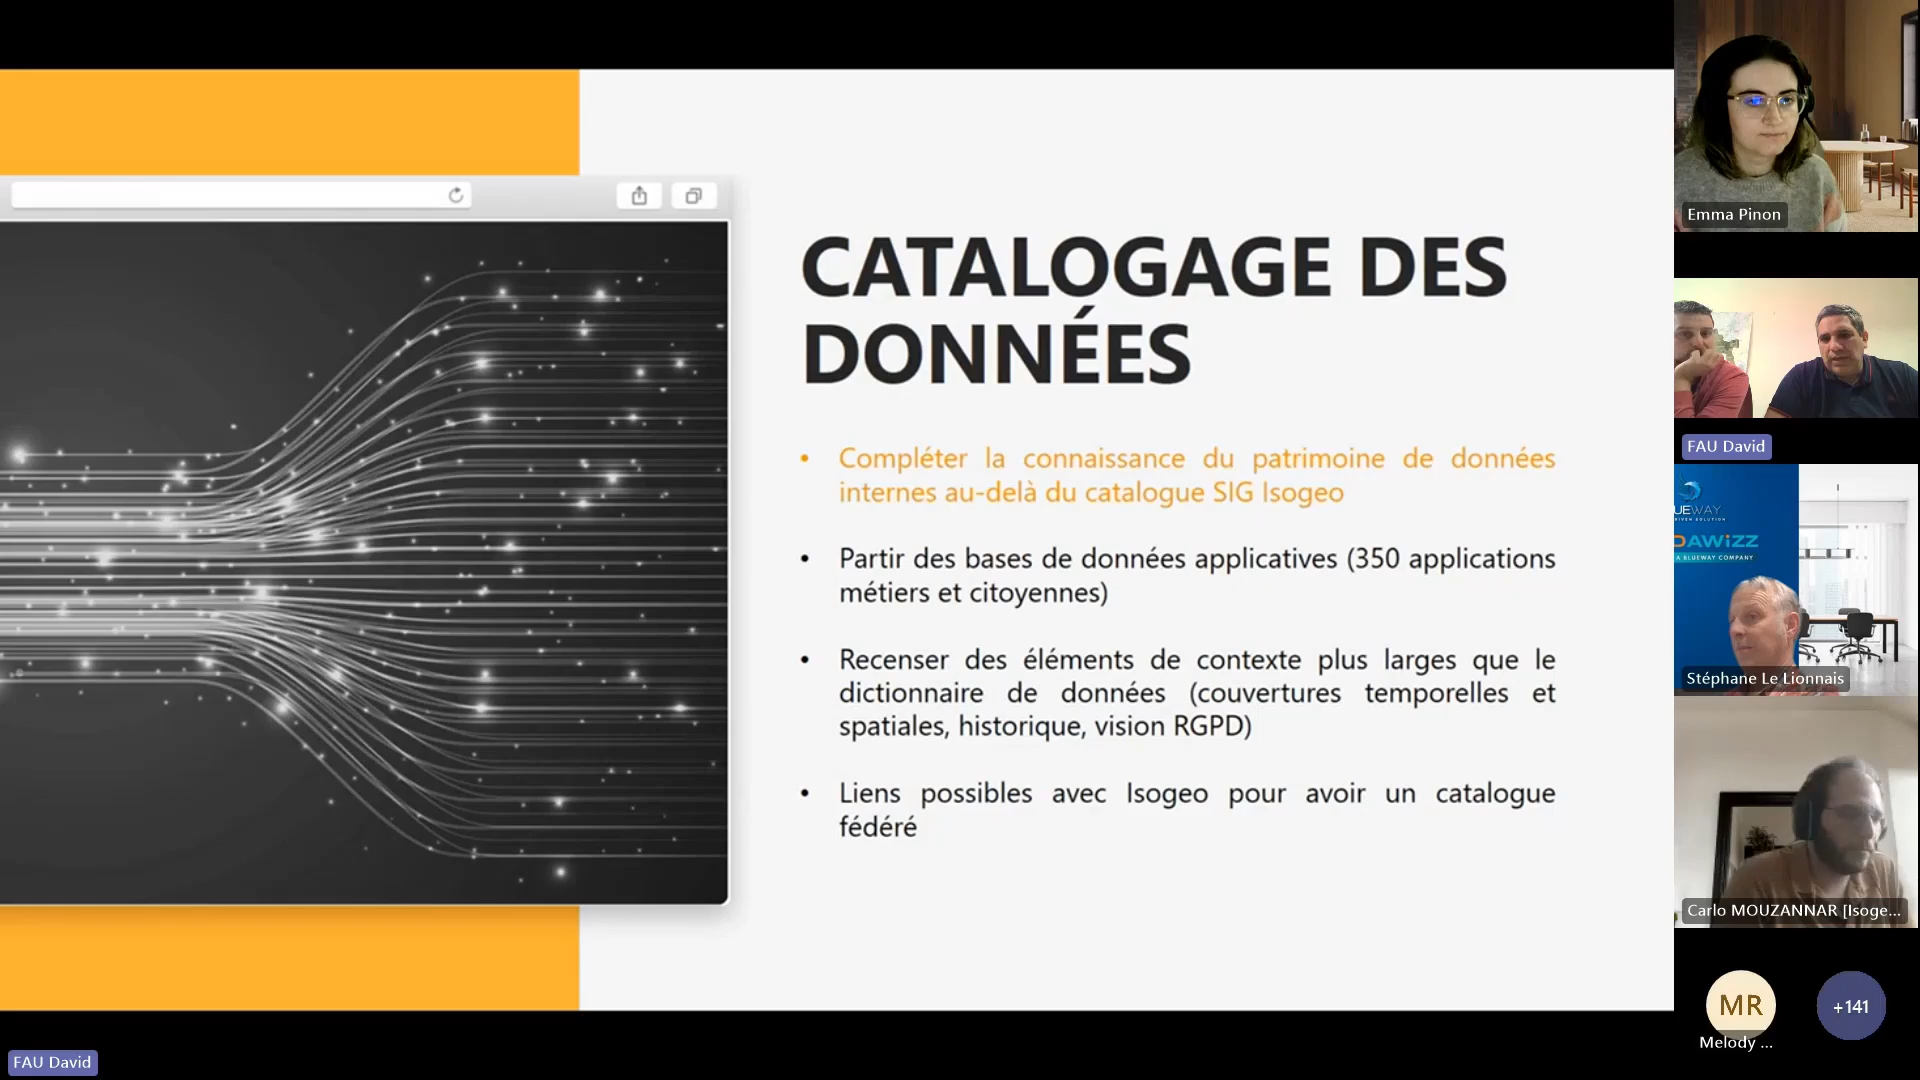 CATALOGAGE DES
DONNÉES
• Compléter la connaissance du patrimoine de données
internes au-delà du catalogue SIG Isogeo
• Partir des bases de données applicatives (350 applications
métiers et citoyennes)
• Recenser des éléments de contexte plus larges que le
dictionnaire de données (couvertures temporelles et
spatiales, historique, vision RGPD)
• Liens possibles avec Isogeo pour avoir un catalogue
fédéré
FAU David
Emma Pinon
FAU David
UEWAY
DAWIZZ
A BLUEWAY COMPANY
Stéphane Le Lionnais
Carlo MOUZANNAR [Isoge...
MR
Melody ...
+141